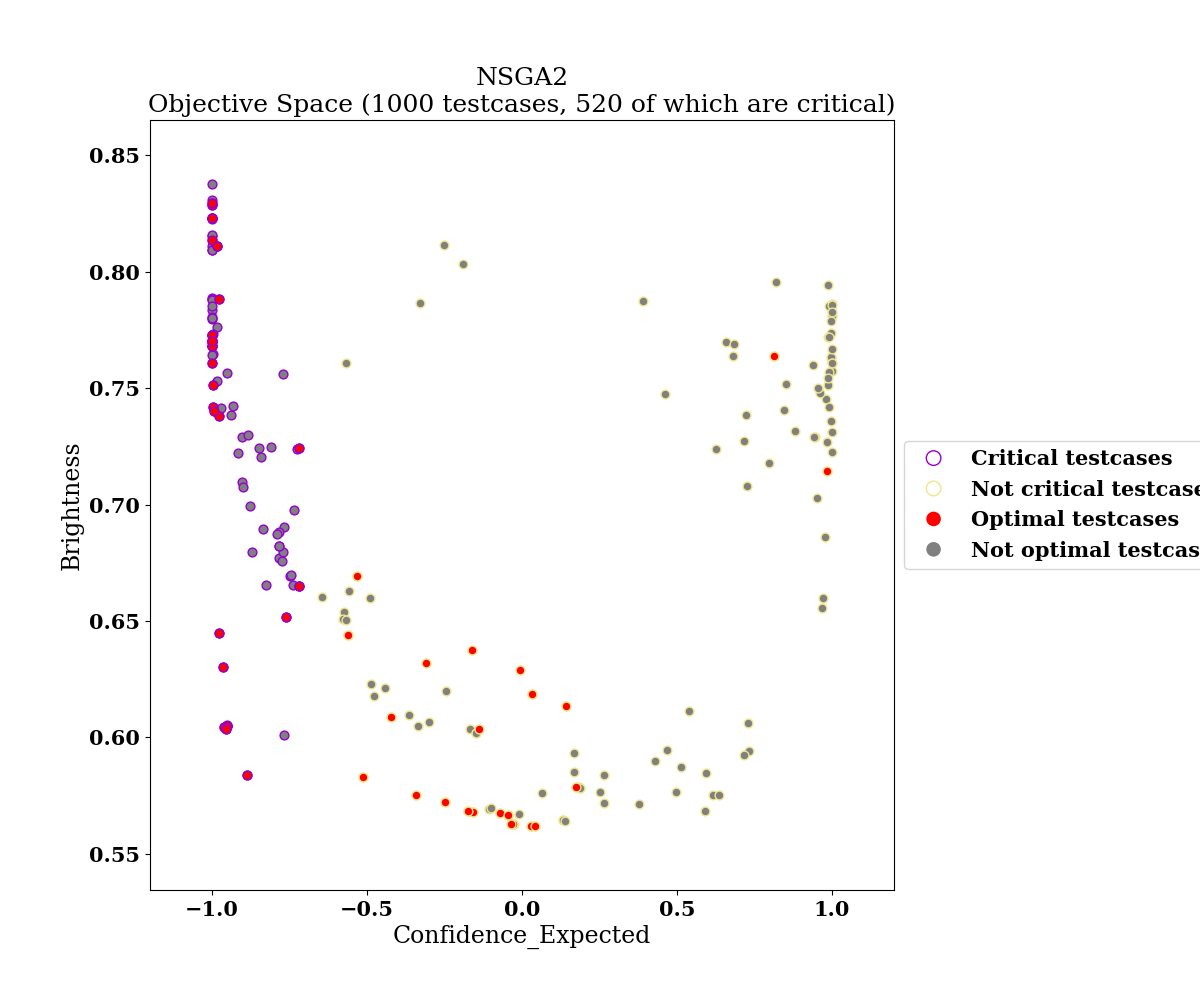 NSGA2
Objective Space (1000 testcases, 520 of which are critical)
0.85
0.80
0.75
0.70
0.65
0.60
0.55
Brightness
−1.0
−0.5
0.0
0.5
1.0
Confidence_Expected
Critical testcases
Not critical testcase
Optimal testcases
Not optimal testcas